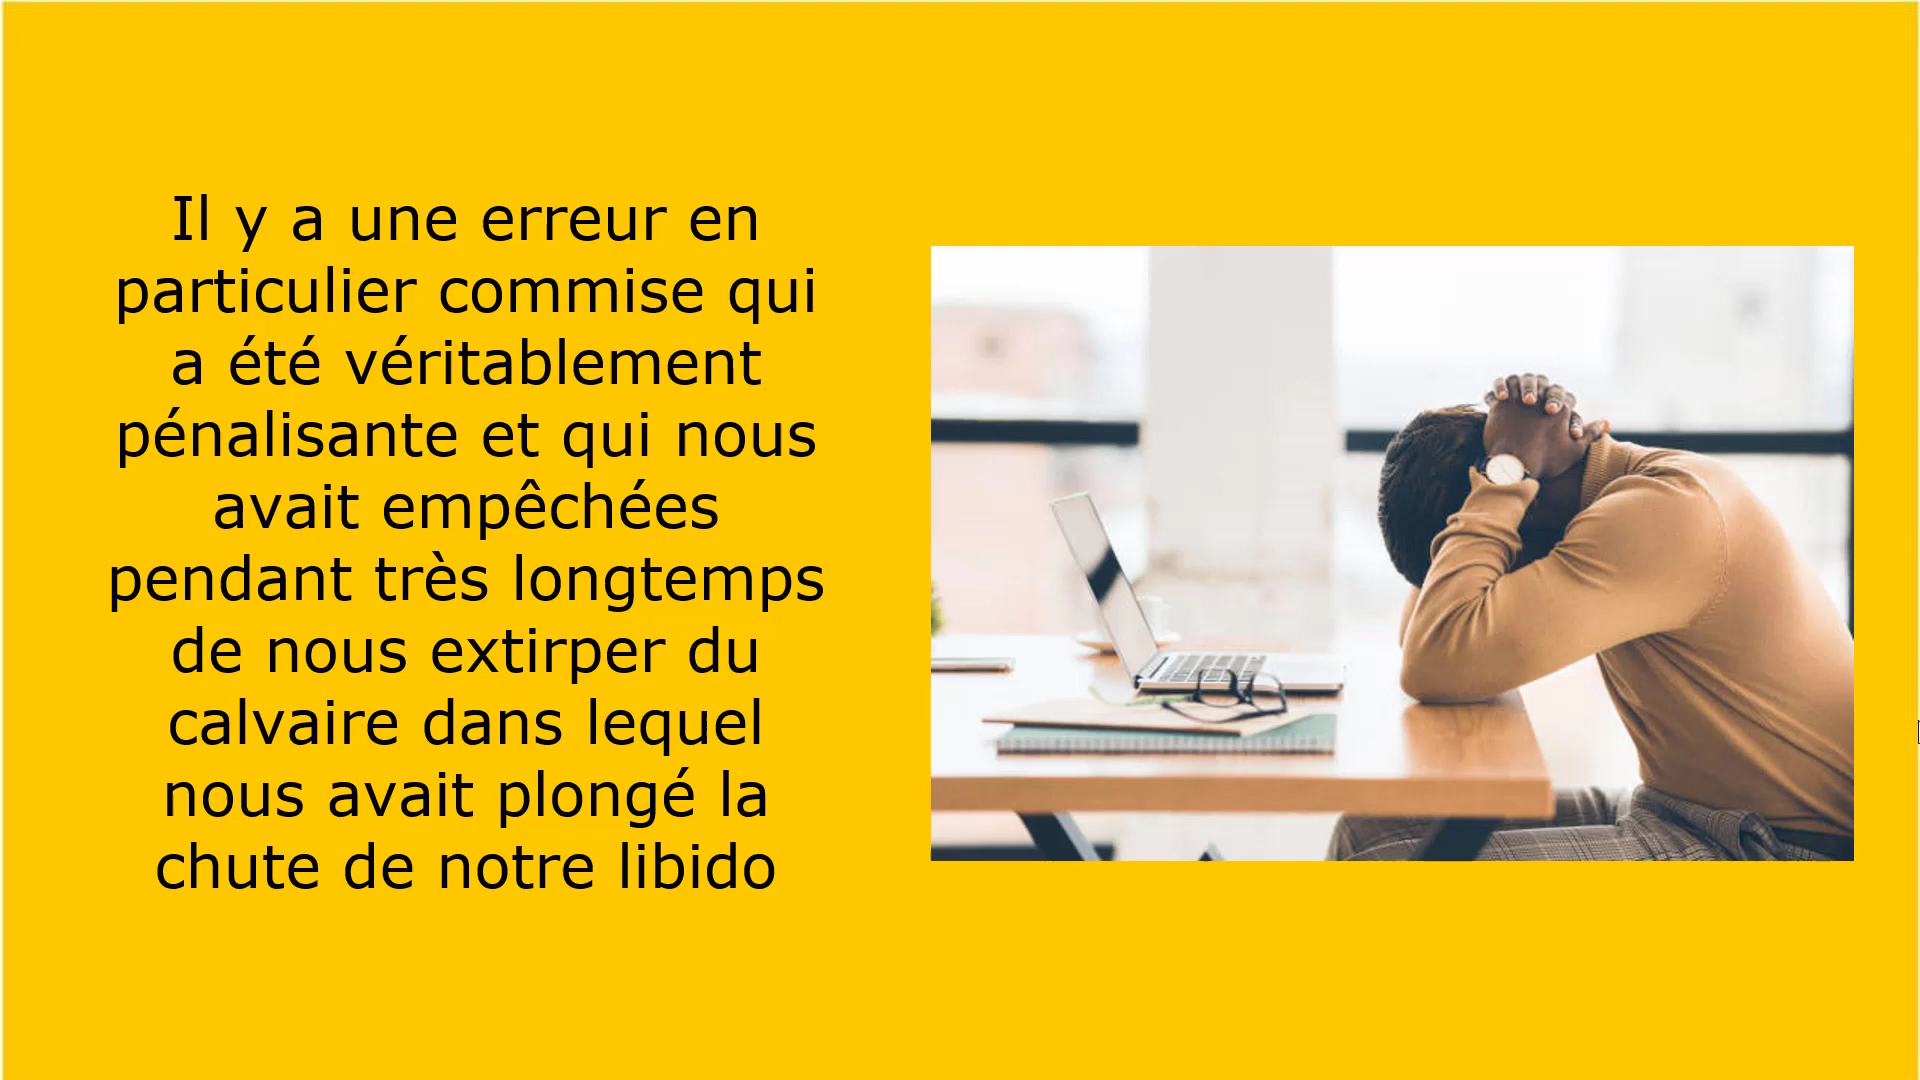 Il y a une erreur en
particulier commise qui
a été véritablement
pénalisante et qui nous
avait empêchées
pendant très longtemps
de nous extirper du
calvaire dans lequel
nous avait plongé la
chute de notre libido